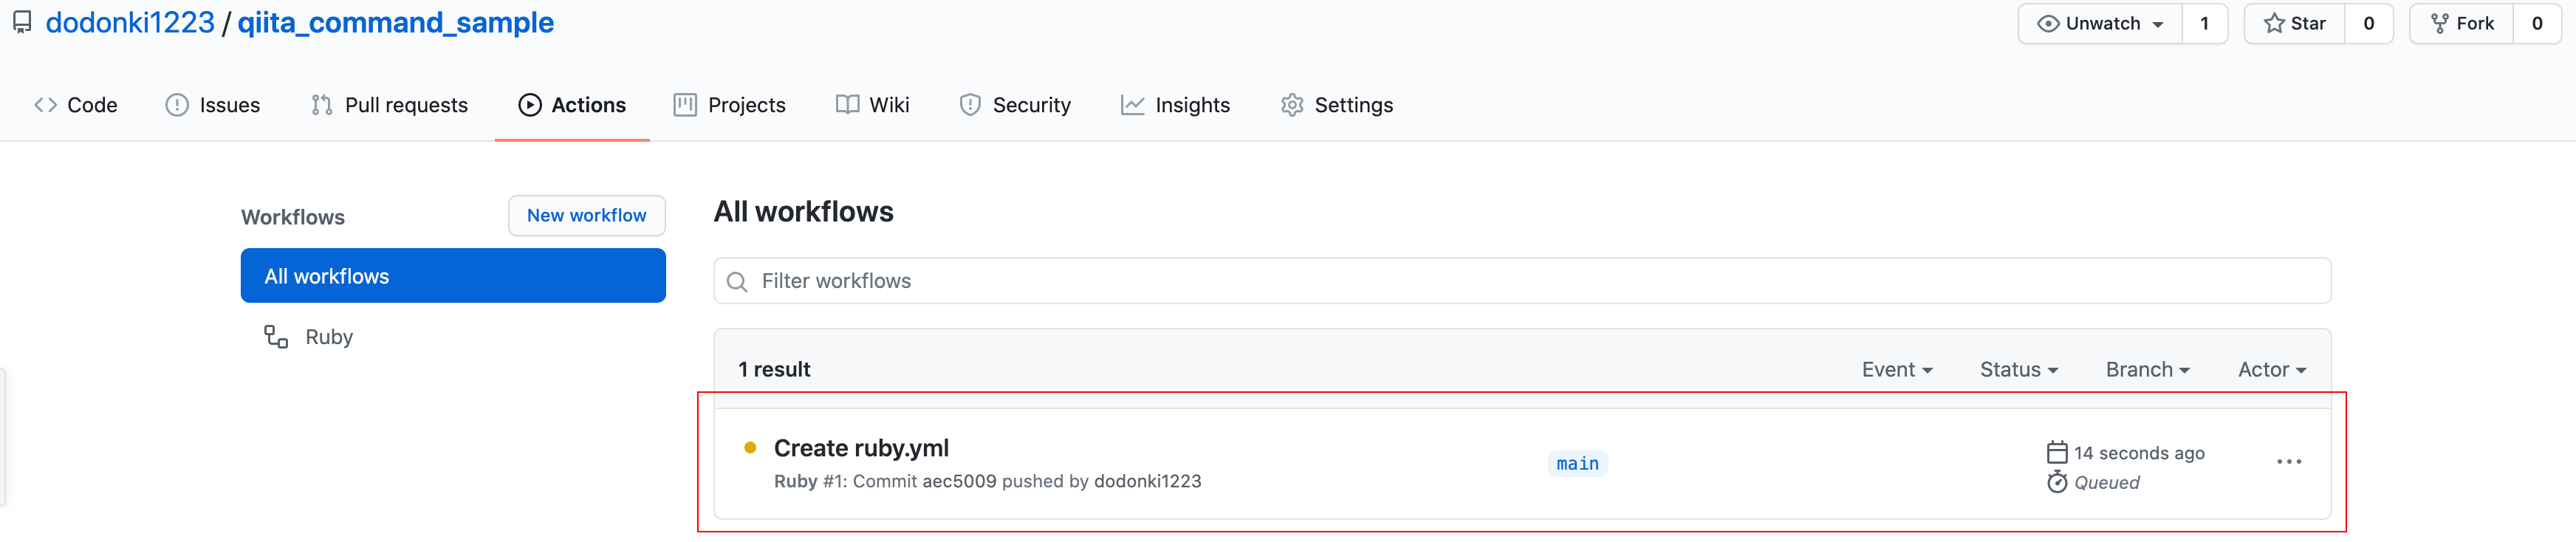 dodonki1223 / qiita_command_sample
Unwatch 1 Star 0 Fork 0
Code Issues Pull requests Actions Projects Wiki Security Insights Settings
Workflows
New workflow
All workflows
Ruby
All workflows
Filter workflows
1 result Event Status Branch Actor
Create ruby.yml
Ruby #1: Commit aec5009 pushed by dodonki1223
main
14 seconds ago
Queued